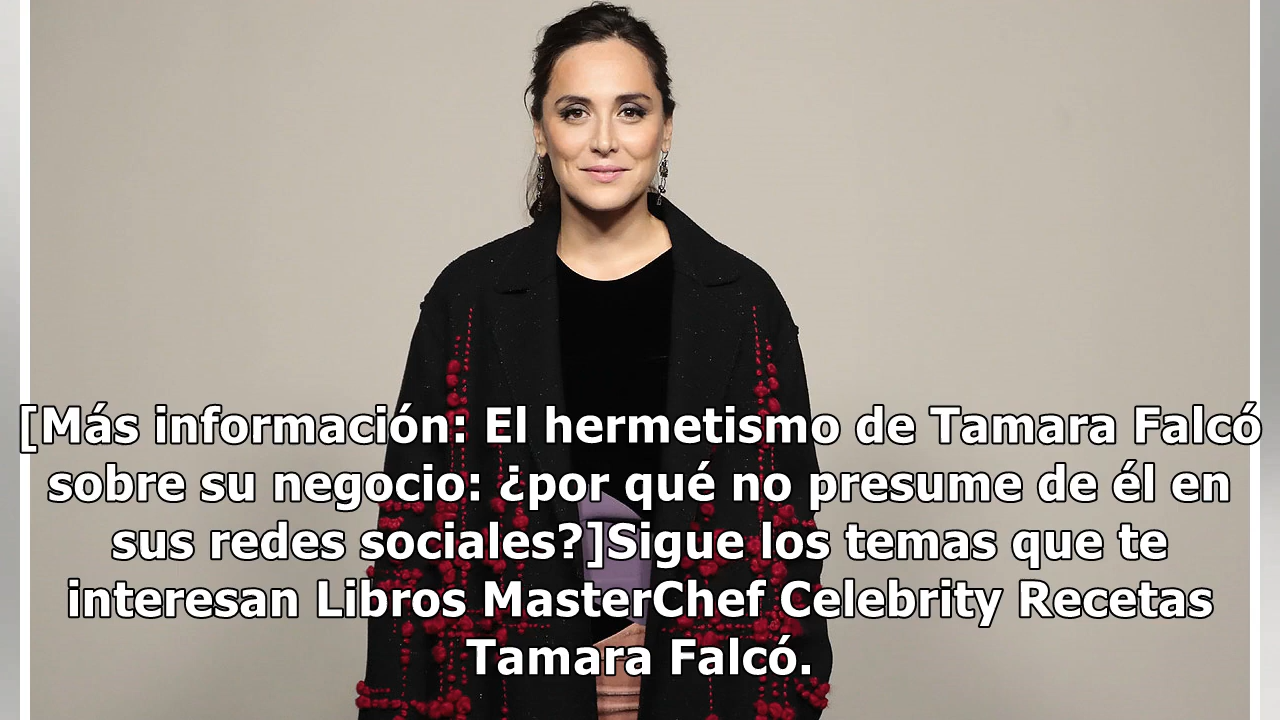 [Más información: El hermetismo de Tamara Falcó
sobre su negocio: ¿por qué no presume de él en
sus redes sociales?]Sigue los temas que te
interesan Libros MasterChef Celebrity Recetas
Tamara Falcó.